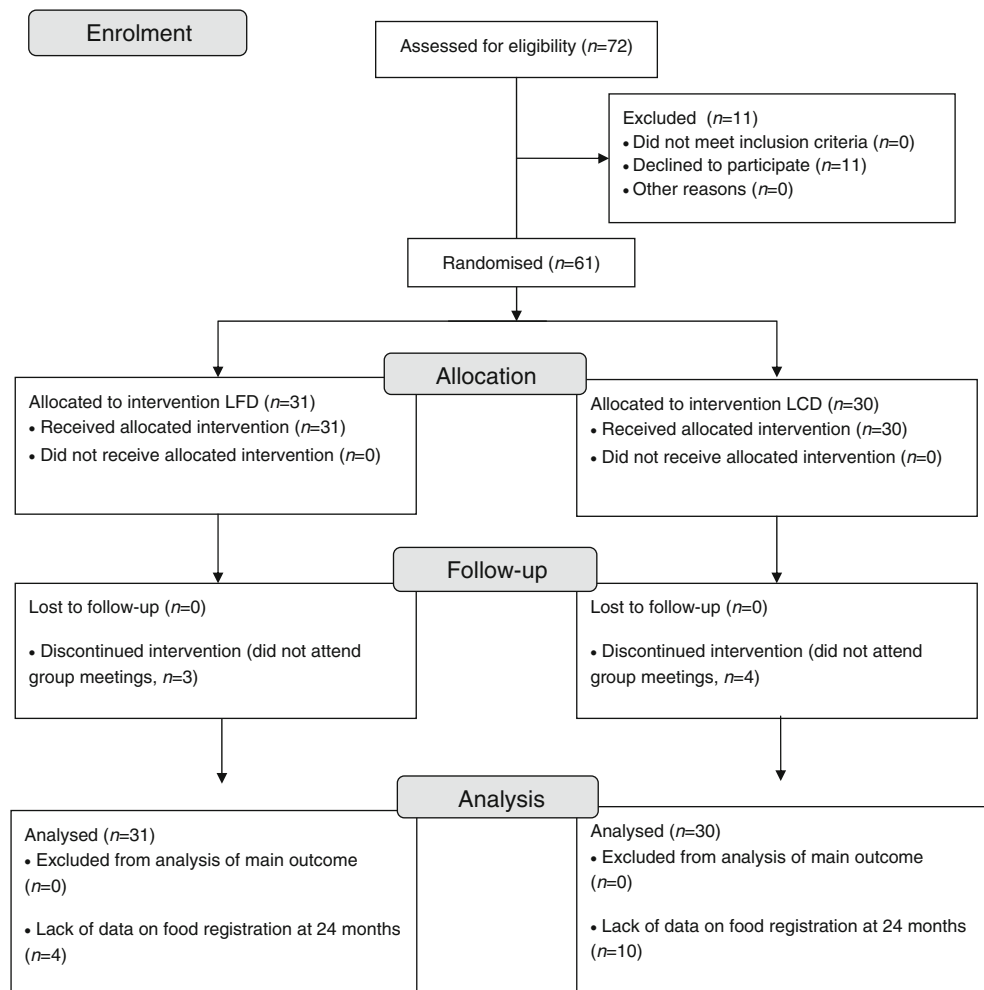 Enrolment
Assessed for eligibility (n=72)
Excluded (n=11)
• Did not meet inclusion criteria (n=0)
• Declined to participate (n=11)
• Other reasons (n=0)
Randomised (n=61)
Allocation
Allocated to intervention LFD (n=31)
• Received allocated intervention (n=31)
• Did not receive allocated intervention (n=0)
Allocated to intervention LCD (n=30)
• Received allocated intervention (n=30)
• Did not receive allocated intervention (n=0)
Follow-up
Lost to follow-up (n=0)
• Discontinued intervention (did not attend
group meetings, n=3)
Lost to follow-up (n=0)
• Discontinued intervention (did not attend
group meetings, n=4)
Analysis
Analysed (n=31)
• Excluded from analysis of main outcome
(n=0)
• Lack of data on food registration at 24 months
(n=4)
Analysed (n=30)
• Excluded from analysis of main outcome
(n=0)
• Lack of data on food registration at 24 months
(n=10)